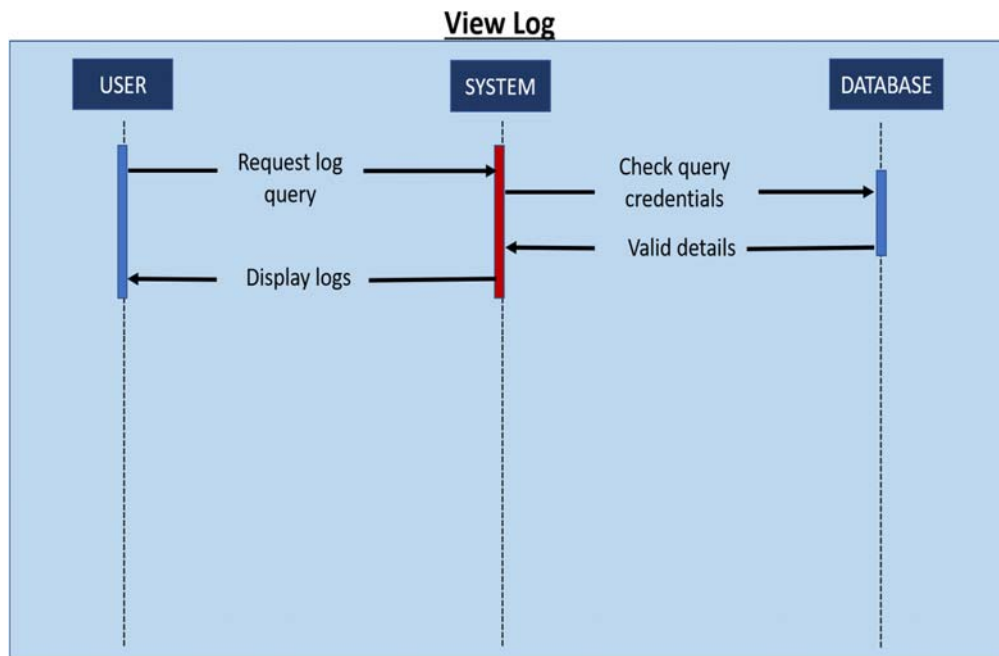 View Log
USER
SYSTEM
DATABASE
Request log
query
Check query
credentials
Valid details
Display logs